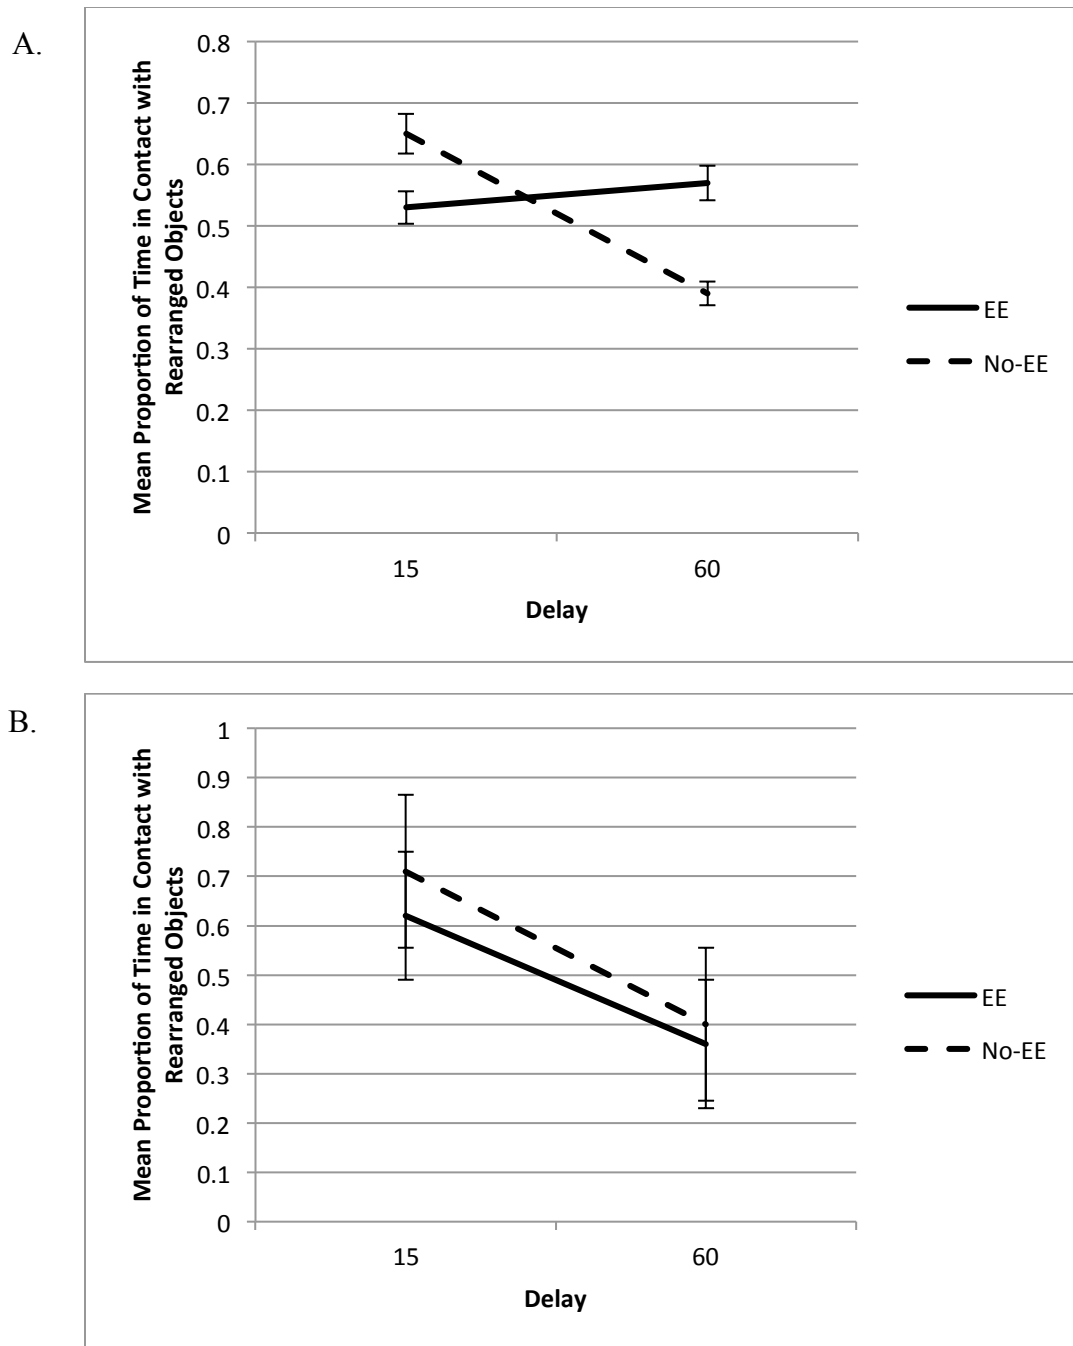 A.
Mean Proportion of Time in Contact with
Rearranged Objects
0.8
0.7
0.6
0.5
0.4
0.3
0.2
0.1
0
15 60
Delay
EE
No-EE
B.
Mean Proportion of Time in Contact with
Rearranged Objects
1
0.9
0.8
0.7
0.6
0.5
0.4
0.3
0.2
0.1
0
15 60
Delay
EE
No-EE